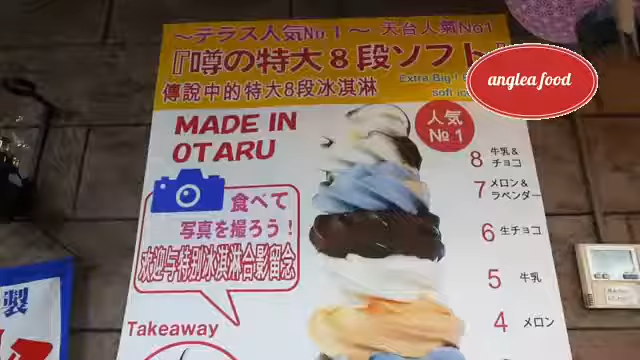 ～テラス人気No1～ 天台人氣No1
『噂の特大8段ソフト』
Extra Big!
傳說中的特大8段冰淇淋
soft
anglea food
MADE IN
OTARU
人気
№1
8 牛乳&
チョコ
7 メロン&
ラベンダー
6 生チョコ
5 牛乳
4 メロン
食べて
写真を撮ろう！
欢迎与特别冰淇淋合影留念
Takeaway
製